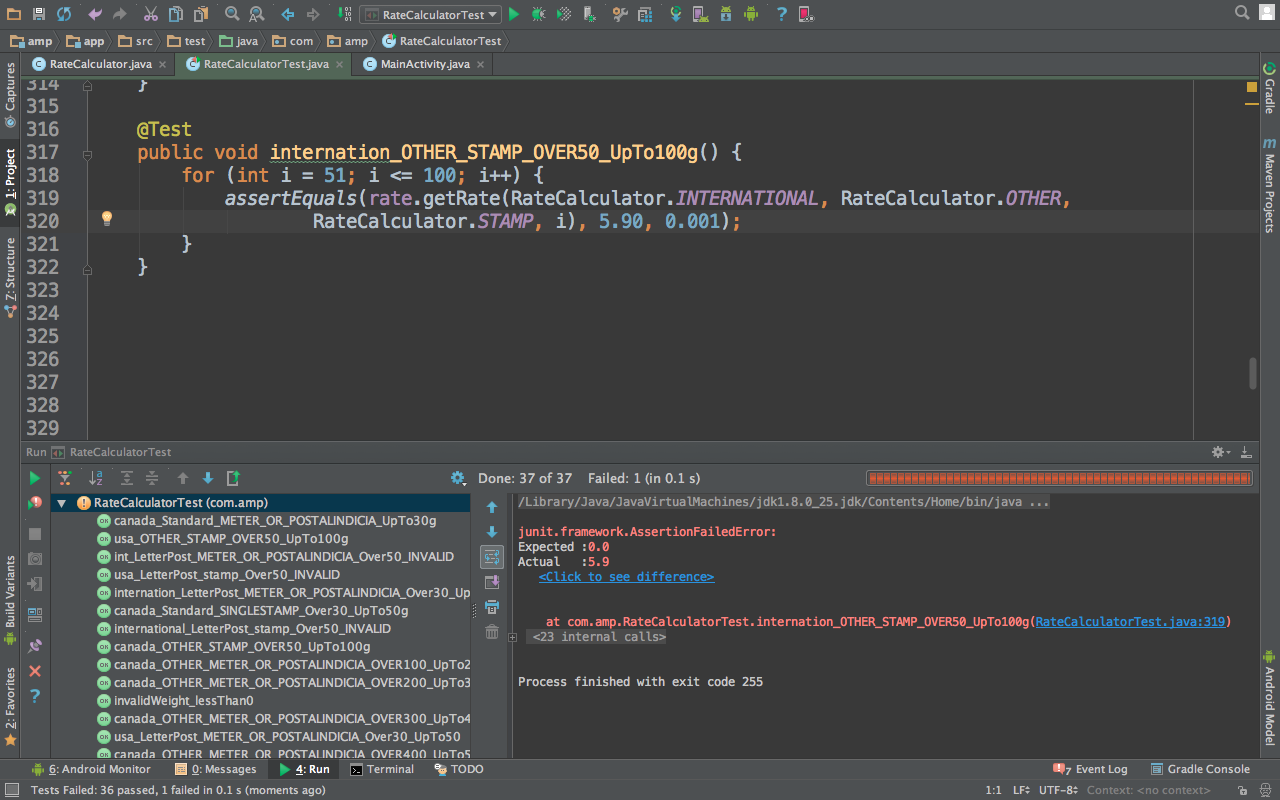 RateCalculatorTest
amp app src test java com amp RateCalculatorTest
RateCalculator.java RateCalculatorTest.java MainActivity.java
Captures
1: Project
7: Structure
Build Variants
2: Favorites
Gradle
Maven Projects
Android Model
314 }
315
316 @Test
317 public void internation_OTHER_STAMP_OVER50_UpTo100g() {
318 for (int i = 51; i <= 100; i++) {
319 assertEquals(rate.getRate(RateCalculator.INTERNATIONAL, RateCalculator.OTHER,
320 RateCalculator.STAMP, i), 5.90, 0.001);
321 }
322 }
323
324
325
326
327
328
329
Run RateCalculatorTest
Done: 37 of 37 Failed: 1 (in 0.1 s)
RateCalculatorTest (com.amp)
canada_Standard_METER_OR_POSTALINDICIA_UpTo30g
usa_OTHER_STAMP_OVER50_UpTo100g
int_LetterPost_METER_OR_POSTALINDICIA_Over50_INVALID
usa_LetterPost_stamp_Over50_INVALID
international_LetterPost_METER_OR_POSTALINDICIA_Over30_Up
canada_Standard_SINGLESTAMP_Over30_UpTo50g
international_LetterPost_stamp_Over50_INVALID
canada_OTHER_STAMP_OVER50_UpTo100g
canada_OTHER_METER_OR_POSTALINDICIA_OVER100_UpTo2
canada_OTHER_METER_OR_POSTALINDICIA_OVER200_UpTo3
invalidWeight_lessThan0
canada_OTHER_METER_OR_POSTALINDICIA_OVER300_UpTo4
usa_LetterPost_METER_OR_POSTALINDICIA_Over30_UpTo50
canada_OTHER_METER_OR_POSTALINDICIA_OVER400_UpTo5
/Library/Java/JavaVirtualMachines/jdk1.8.0_25.jdk/Contents/Home/bin/java ...
junit.framework.AssertionFailedError:
Expected :0.0
Actual :5.9
<Click to see difference>
at com.amp.RateCalculatorTest.internation_OTHER_STAMP_OVER50_UpTo100g(RateCalculatorTest.java:319)
<23 internal calls>
Process finished with exit code 255
6: Android Monitor 0: Messages 4: Run Terminal TODO 7 Event Log Gradle Console
Tests Failed: 36 passed, 1 failed in 0.1 s (moments ago) 1:1 LF÷ UTF-8÷ Context: <no context>